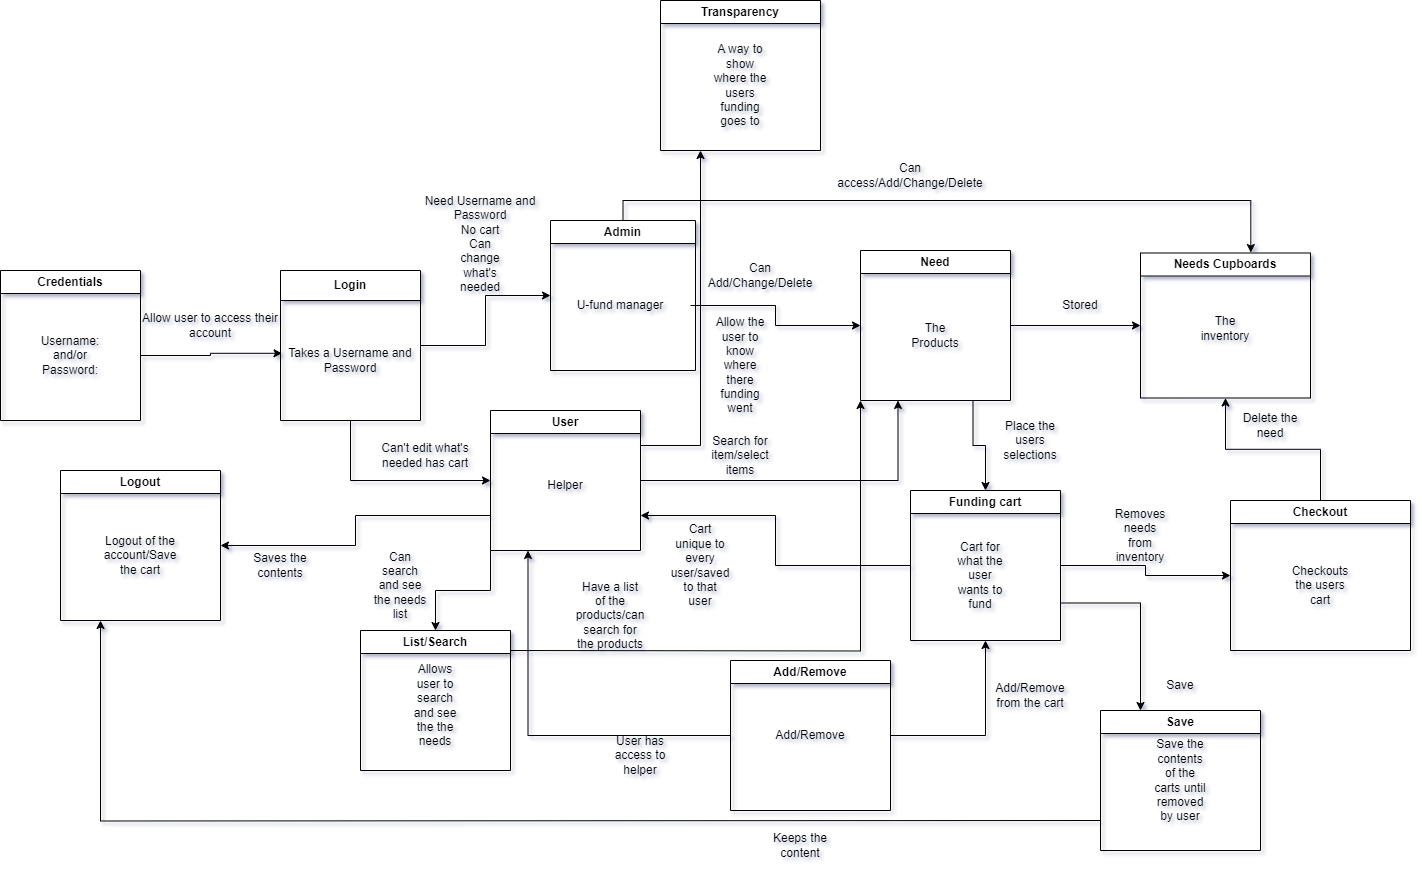 Transparency
A way to
show
where the
users
funding
goes to
Can
access/Add/Change/Delete
Need Username and
Password
No cart
Can
change
what's
needed
Admin
U-fund manager
Credentials
Username:
and/or
Password:
Allow user to access their
account
Login
Takes a Username and
Password
Can
Add/Change/Delete
Need
The
Products
Stored
Needs Cupboards
The
inventory
Allow the
user to
know
where
there
funding
went
Can't edit what's
needed has cart
User
Helper
Search for
item/select
items
Place the
users
selections
Delete the
need
Logout
Logout of the
account/Save
the cart
Saves the
contents
Can
search
and see
the needs
list
Cart
unique to
every
user/saved
to that
user
Funding cart
Cart for
what the
user
wants to
fund
Removes
needs
from
inventory
Checkout
Checkouts
the users
cart
Have a list
of the
products/can
search for
the products
List/Search
Allows
user to
search
and see
the the
needs
Add/Remove
Add/Remove
User has
access to
helper
Add/Remove
from the cart
Save
Save
Save the
contents
of the
carts until
removed
by user
Keeps the
content